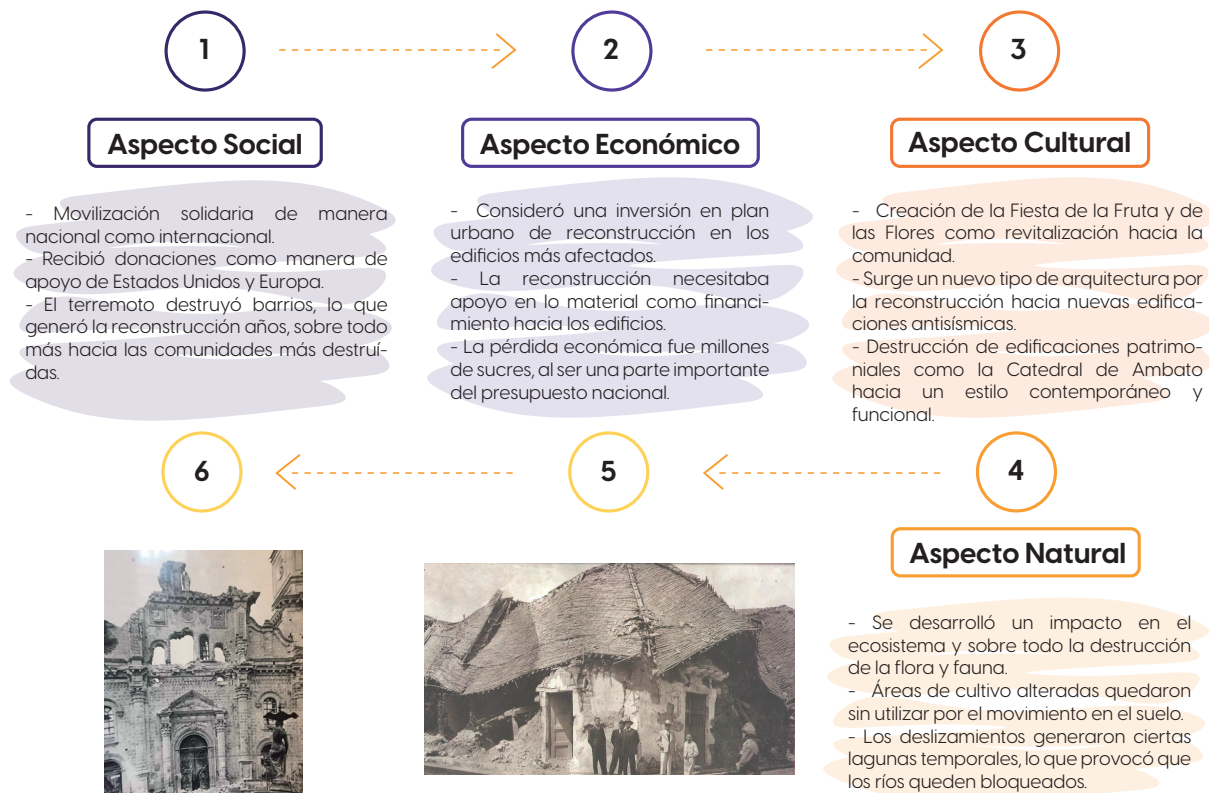 1
2
3
Aspecto Social
- Movilización solidaria de manera
nacional como internacional.
- Recibió donaciones como manera de
apoyo de Estados Unidos y Europa.
- El terremoto destruyó barrios, lo que
generó la reconstrucción años, sobre todo
más hacia las comunidades más destruí-
das.
Aspecto Económico
- Consideró una inversión en plan
urbano de reconstrucción en los
edificios más afectados.
- La reconstrucción necesitaba
apoyo en lo material como financi-
miento hacia los edificios.
- La pérdida económica fue millones
de sucres, al ser una parte importante
del presupuesto nacional.
Aspecto Cultural
- Creación de la Fiesta de la Fruta y de
las Flores como revitalización hacia la
comunidad.
- Surge un nuevo tipo de arquitectura por
la reconstrucción hacia nuevas edifica-
ciones antisísmicas.
- Destrucción de edificaciones patrimo-
niales como la Catedral de Ambato
hacia un estilo contemporáneo y
funcional.
4
Aspecto Natural
- Se desarrolló un impacto en el
ecosistema y sobre todo la destrucción
de la flora y fauna.
- Áreas de cultivo alteradas quedaron
sin utilizar por el movimiento en el suelo.
- Los deslizamientos generaron ciertas
lagunas temporales, lo que provocó que
los ríos queden bloqueados.
5
6